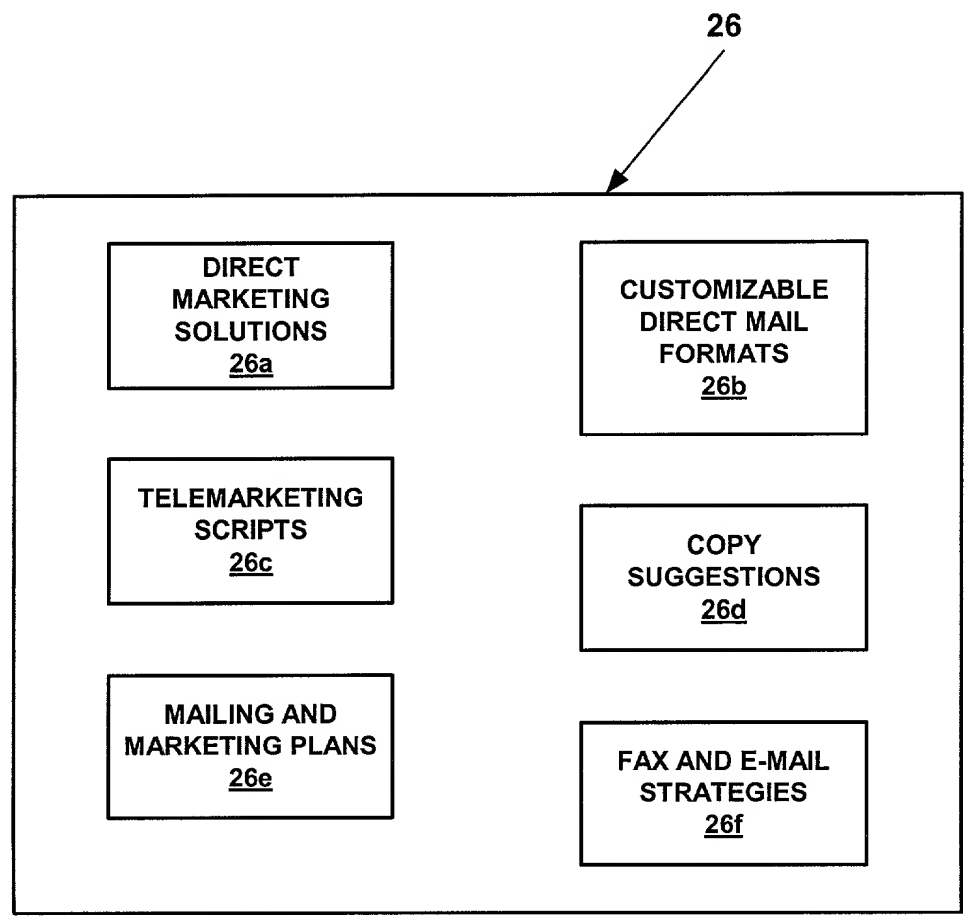 26
DIRECT
MARKETING
SOLUTIONS
26a
CUSTOMIZABLE
DIRECT MAIL
FORMATS
26b
TELEMARKETING
SCRIPTS
26c
COPY
SUGGESTIONS
26d
MAILING AND
MARKETING PLANS
26e
FAX AND E-MAIL
STRATEGIES
26f